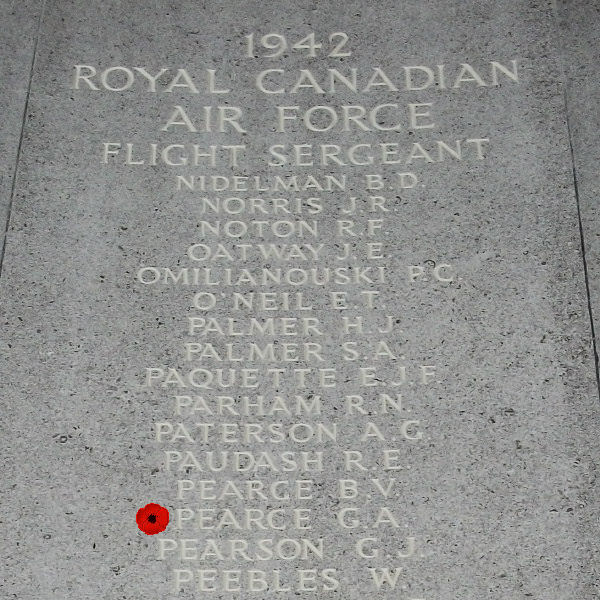 1942
ROYAL CANADIAN
AIR FORCE
FLIGHT SERGEANT
NIDELMAN B.D.
NORRIS J.R.
NOTON R.F.
OATWAY J.E.
OMILIANOUSKI P.C.
O'NEIL E.T.
PALMER H.J.
PALMER S.A.
PAQUETTE E.J.F.
PARHAM R.N.
PATERSON A.G.
PAUDASH R.E.
PEARCE B.V.
PEARCE G.A.
PEARSON G.J.
PEEBLES W.